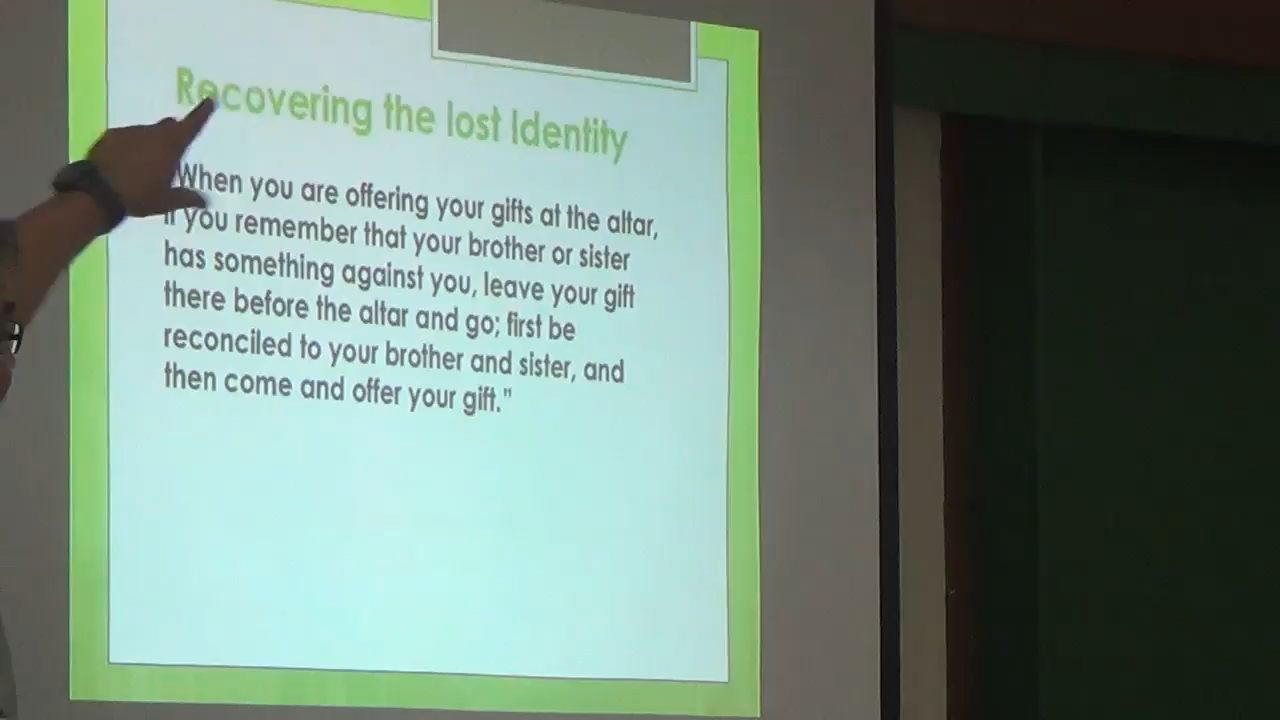 Recovering the lost Identity
When you are offering your gifts at the altar,
if you remember that your brother or sister
has something against you, leave your gift
there before the altar and go; first be
reconciled to your brother and sister, and
then come and offer your gift."